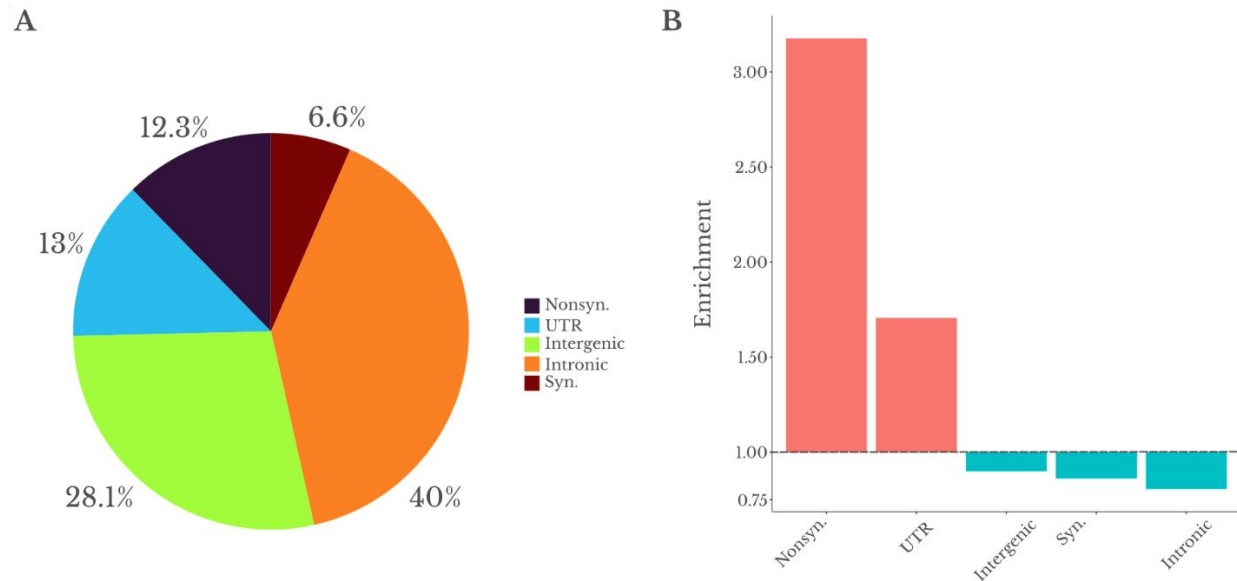 A
6.6%
12.3%
13%
28.1%
40%
Nonsyn.
UTR
Intergenic
Intronic
Syn.
B
Enrichment
3.00
2.50
2.00
1.50
1.00
0.75
Nonsyn.
UTR
Intergenic
Syn.
Intronic